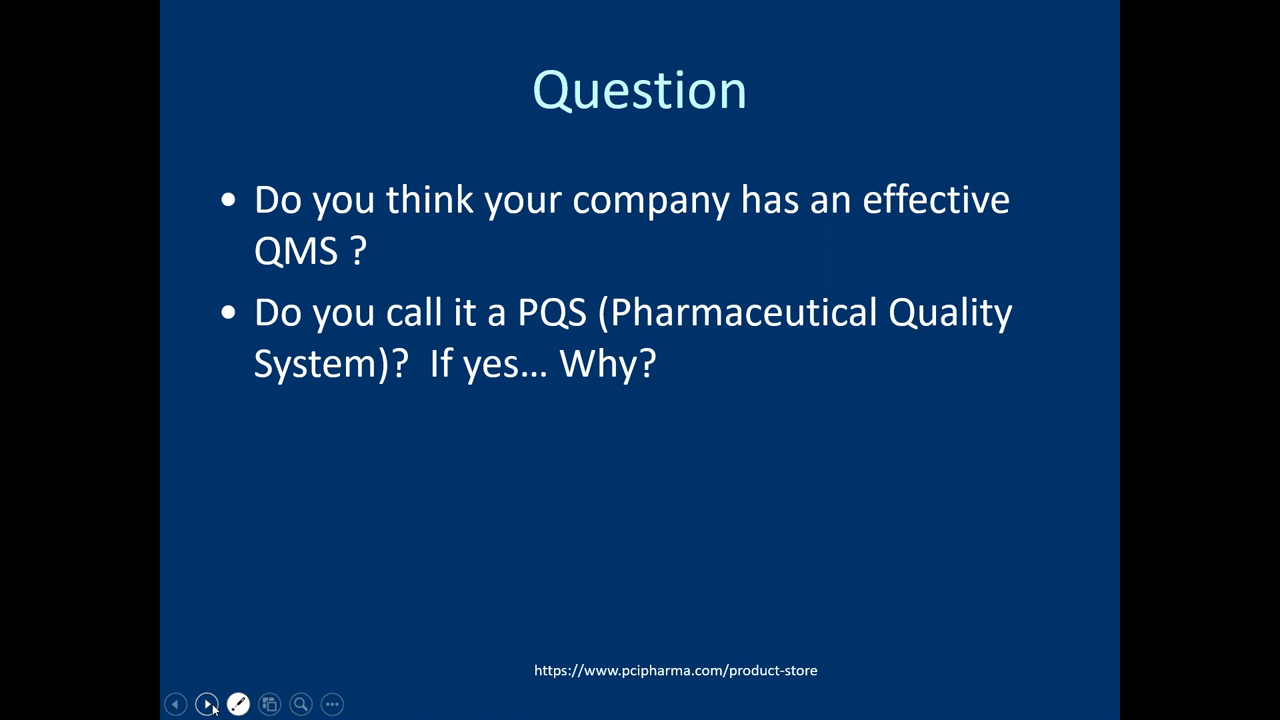 Question
• Do you think your company has an effective
QMS ?
• Do you call it a PQS (Pharmaceutical Quality
System)?  If yes... Why?
https://www.pcipharma.com/product-store